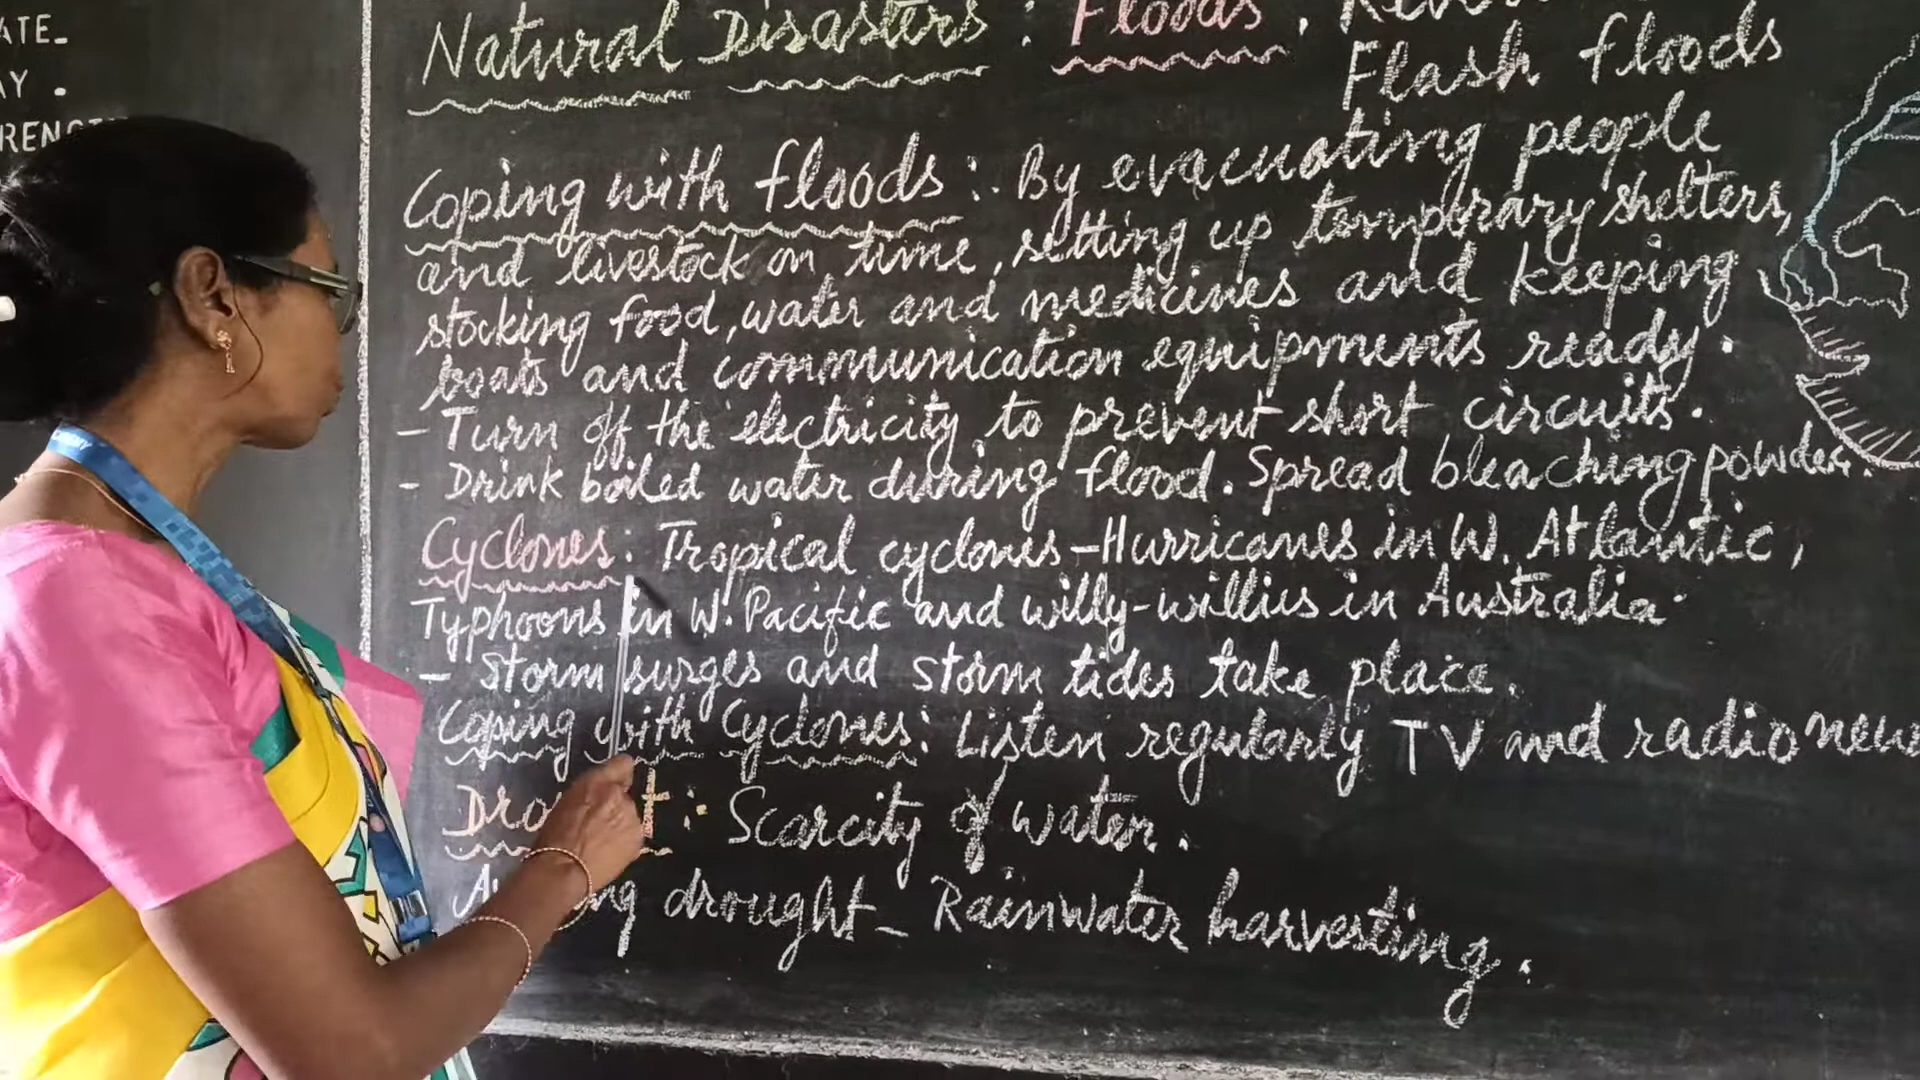 ATE-
AY.
Natural Disasters: Floods.
Flash floods
Coping with floods: By evacuating people
and livestock on time, setting up temporary shelters,
stocking food, water and medicines and keeping
boats and communication equipments ready.
- Turn off the electricity to prevent short circuits.
- Drink boiled water during flood. Spread bleaching powder.
Cyclones: Tropical cyclones-Hurricanes in W. Atlantic,
Typhoons in W. Pacific and willy-willies in Australia.
- Storm surges and storm tides take place.
Coping with Cyclones: Listen regularly TV and radio
: Scarcity of water.
drought - Rainwater harvesting.